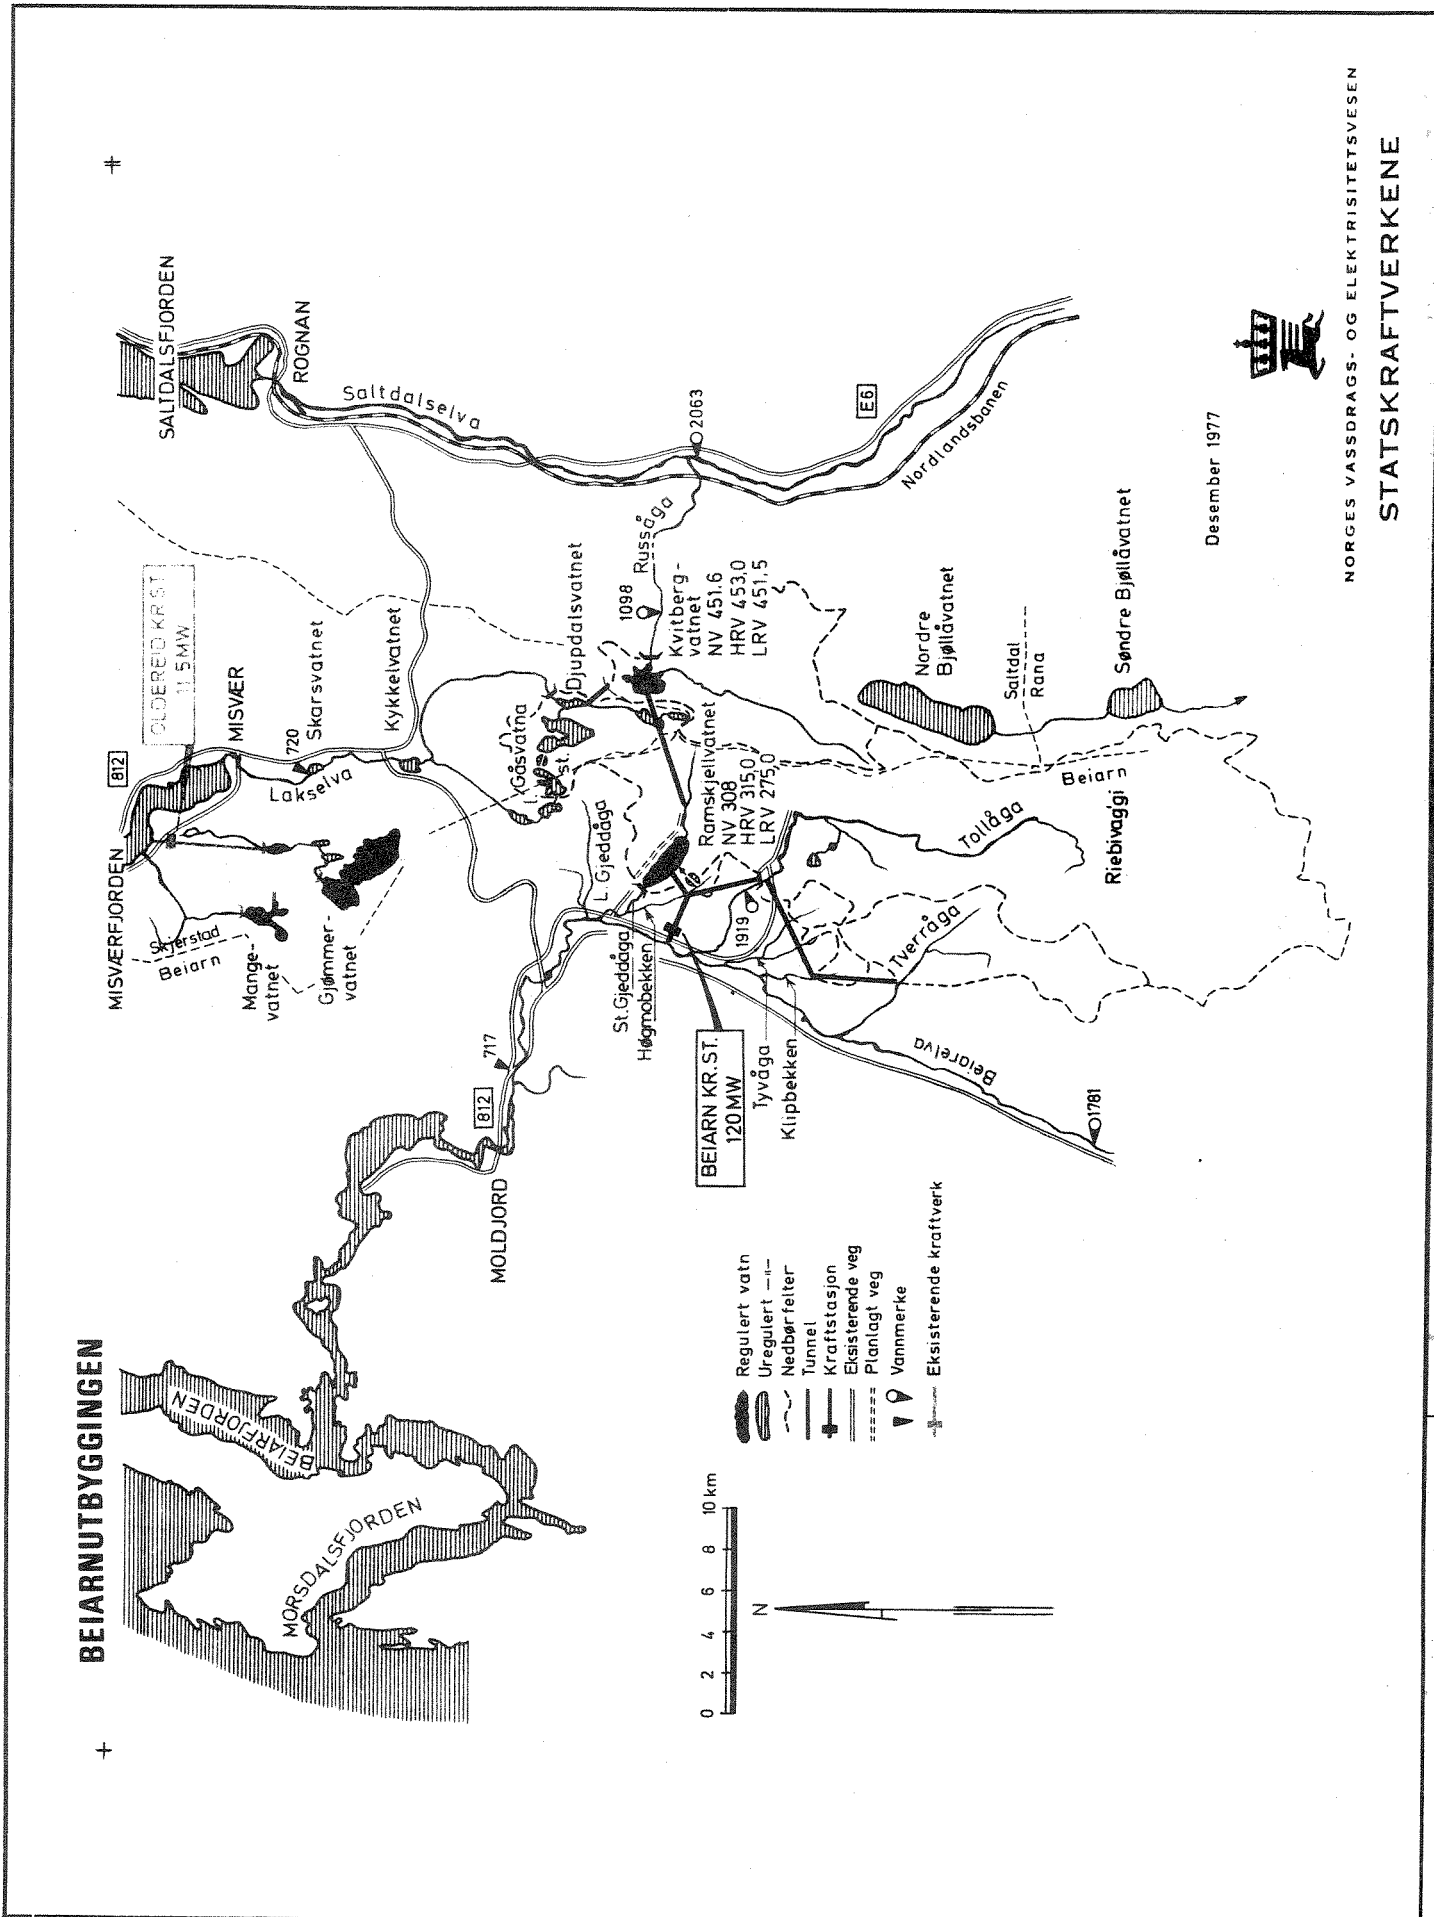 BEIARNUTBYGGINGEN
SALTDALSFJORDEN
ROGNAN
Saltdalselva
2063
E6
Nordlandsbanen
Russåga
1098
OLDEREID KR.ST.
11.5MW
812
MISVÆR
720
Skarsvatnet
Kykkelvatnet
Lakselva
MISVÆRFJORDEN
Skjerstad
Beiarn
Mange-
vatnet
Gjømmer-
vatnet
L.
st.
Gåsvatna
Djupdalsvatnet
Kvitberg-
vatnet
NV 451.6
HRV 453,0
LRV 451.5
Ramskjellvatnet
NV 308
HRV 315,0
LRV 275,0
L. Gjeddåga
St. Gjeddåga
Høgmobekken
717
812
MOLDJORD
BEIARN KR.ST.
120MW
1919
Tyvåga
Klipbekken
Tverråga
Tollåga
Riebivaggi
Beiarelva
1781
Nordre
Bjøllåvatnet
Saltdal
Rana
Beiarn
Søndre Bjøllåvatnet
BEIARFJORDEN
MORSDALSFJORDEN
Regulert vatn
Uregulert —ıı—
Nedbørfelter
Tunnel
Kraftstasjon
Eksisterende veg
Planlagt veg
Vannmerke
Eksisterende kraftverk
0 2 4 6 8 10 km
N
Desember 1977
NORGES VASSDRAGS- OG ELEKTRISITETSVESEN
STATSKRAFTVERKENE